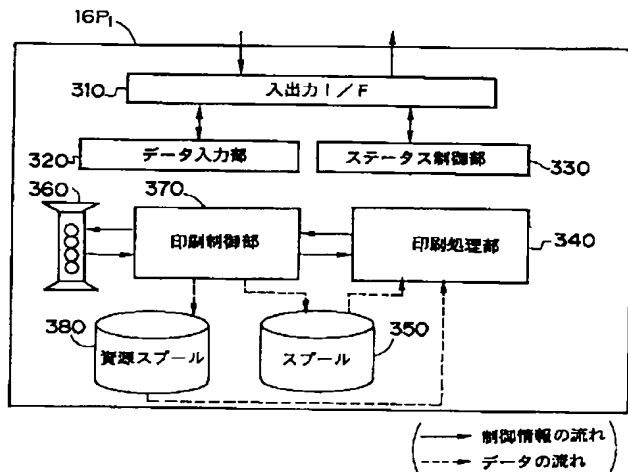 16P1
310
入出力I/F
320
データ入力部
ステータス制御部
330
360
370
印刷制御部
印刷処理部
340
380
資源スプール
スプール
350
制御情報の流れ
データの流れ